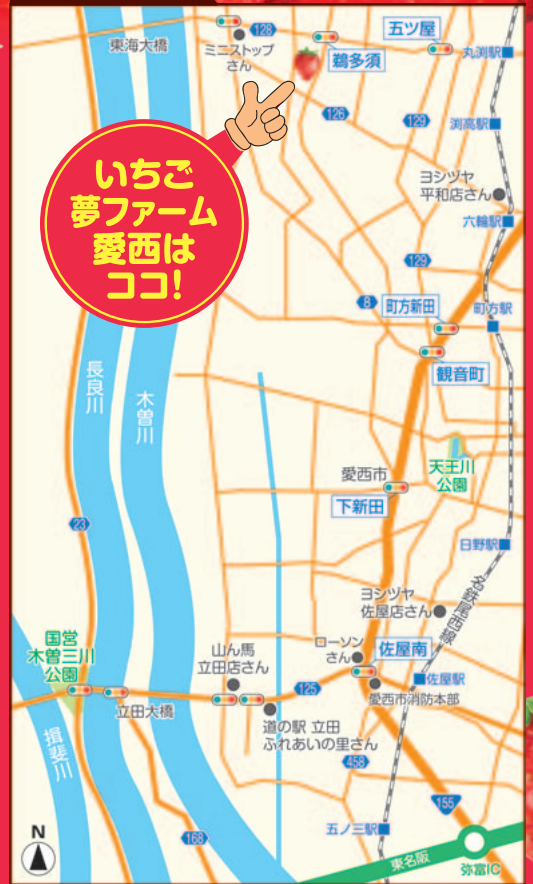 東海大橋
128
ミニストップ
さん
鵜多須
五ツ屋
丸渕駅
126
129
渕高駅
ヨシヅヤ
平和店さん
六輪駅
いちご
夢ファーム
愛西は
ココ!
129
8
町方新田
町方駅
観音町
長良川
木曽川
天王川
公園
愛西市
下新田
23
日野駅
名鉄尾西線
ヨシヅヤ
佐屋店さん
国営
木曽三川
公園
山ん馬
立田店さん
ローソン
さん
佐屋南
125
佐屋駅
愛西市消防本部
立田大橋
道の駅 立田
ふれあいの里さん
揖斐川
458
155
168
五ノ三駅
N
東名阪
弥富IC